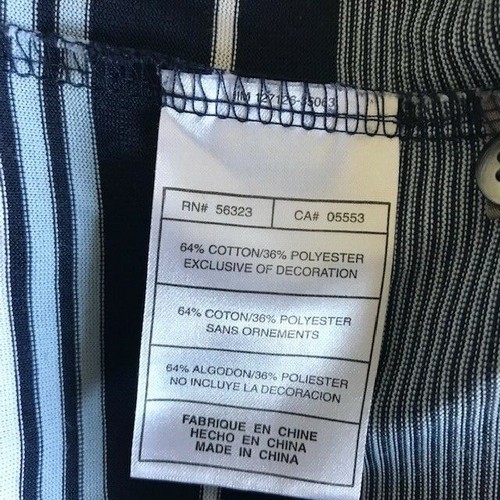 RN# 56323
CA# 05553
64% COTTON/36% POLYESTER
EXCLUSIVE OF DECORATION
64% COTON/36% POLYESTER
SANS ORNEMENTS
64% ALGODON/36% POLIESTER
NO INCLUYE LA DECORACION
FABRIQUE EN CHINE
HECHO EN CHINA
MADE IN CHINA